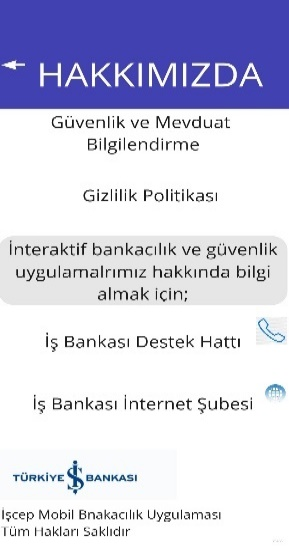 HAKKIMIZDA
Güvenlik ve Mevduat
Bilgilendirme
Gizlilik Politikası
İnteraktif bankacılık ve güvenlik
uygulamalrımız hakkında bilgi
almak için;
İş Bankası Destek Hattı
İş Bankası İnternet Şubesi
TÜRKİYE İŞ BANKASI
İşcep Mobil Bnakacılık Uygulaması
Tüm Hakları Saklıdır